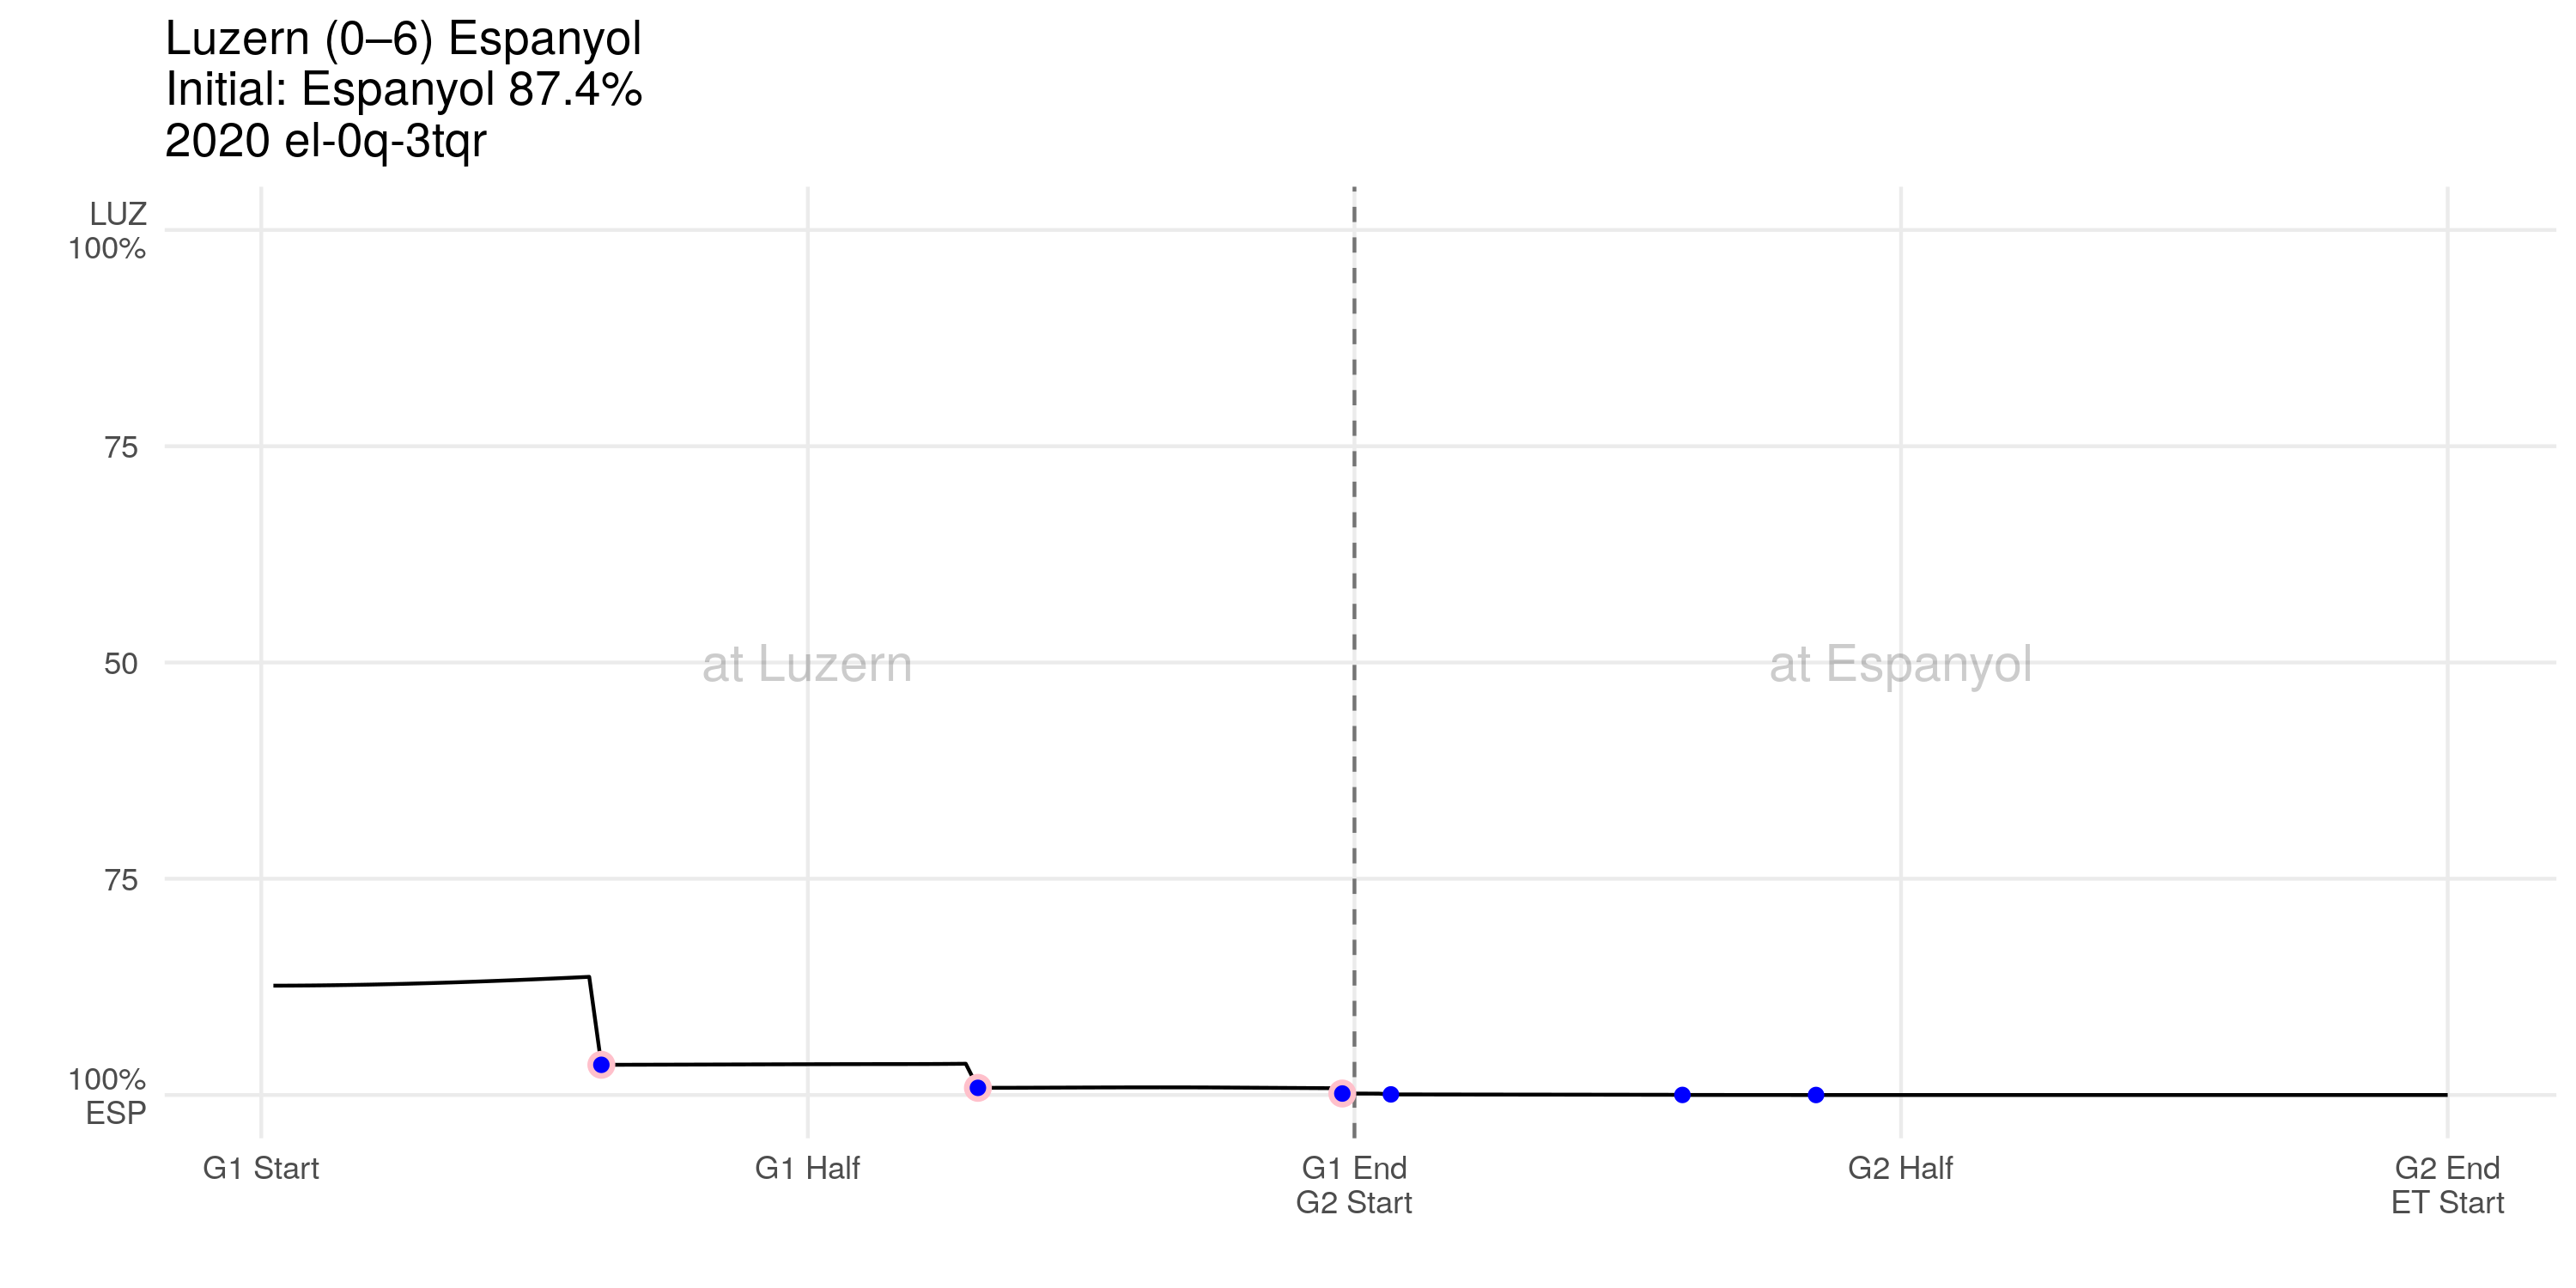 Luzern (0–6) Espanyol
Initial: Espanyol 87.4%
2020 el-0q-3tqr
LUZ
100%
75
50
75
100%
ESP
at Luzern
at Espanyol
G1 Start
G1 Half
G1 End
G2 Start
G2 Half
G2 End
ET Start